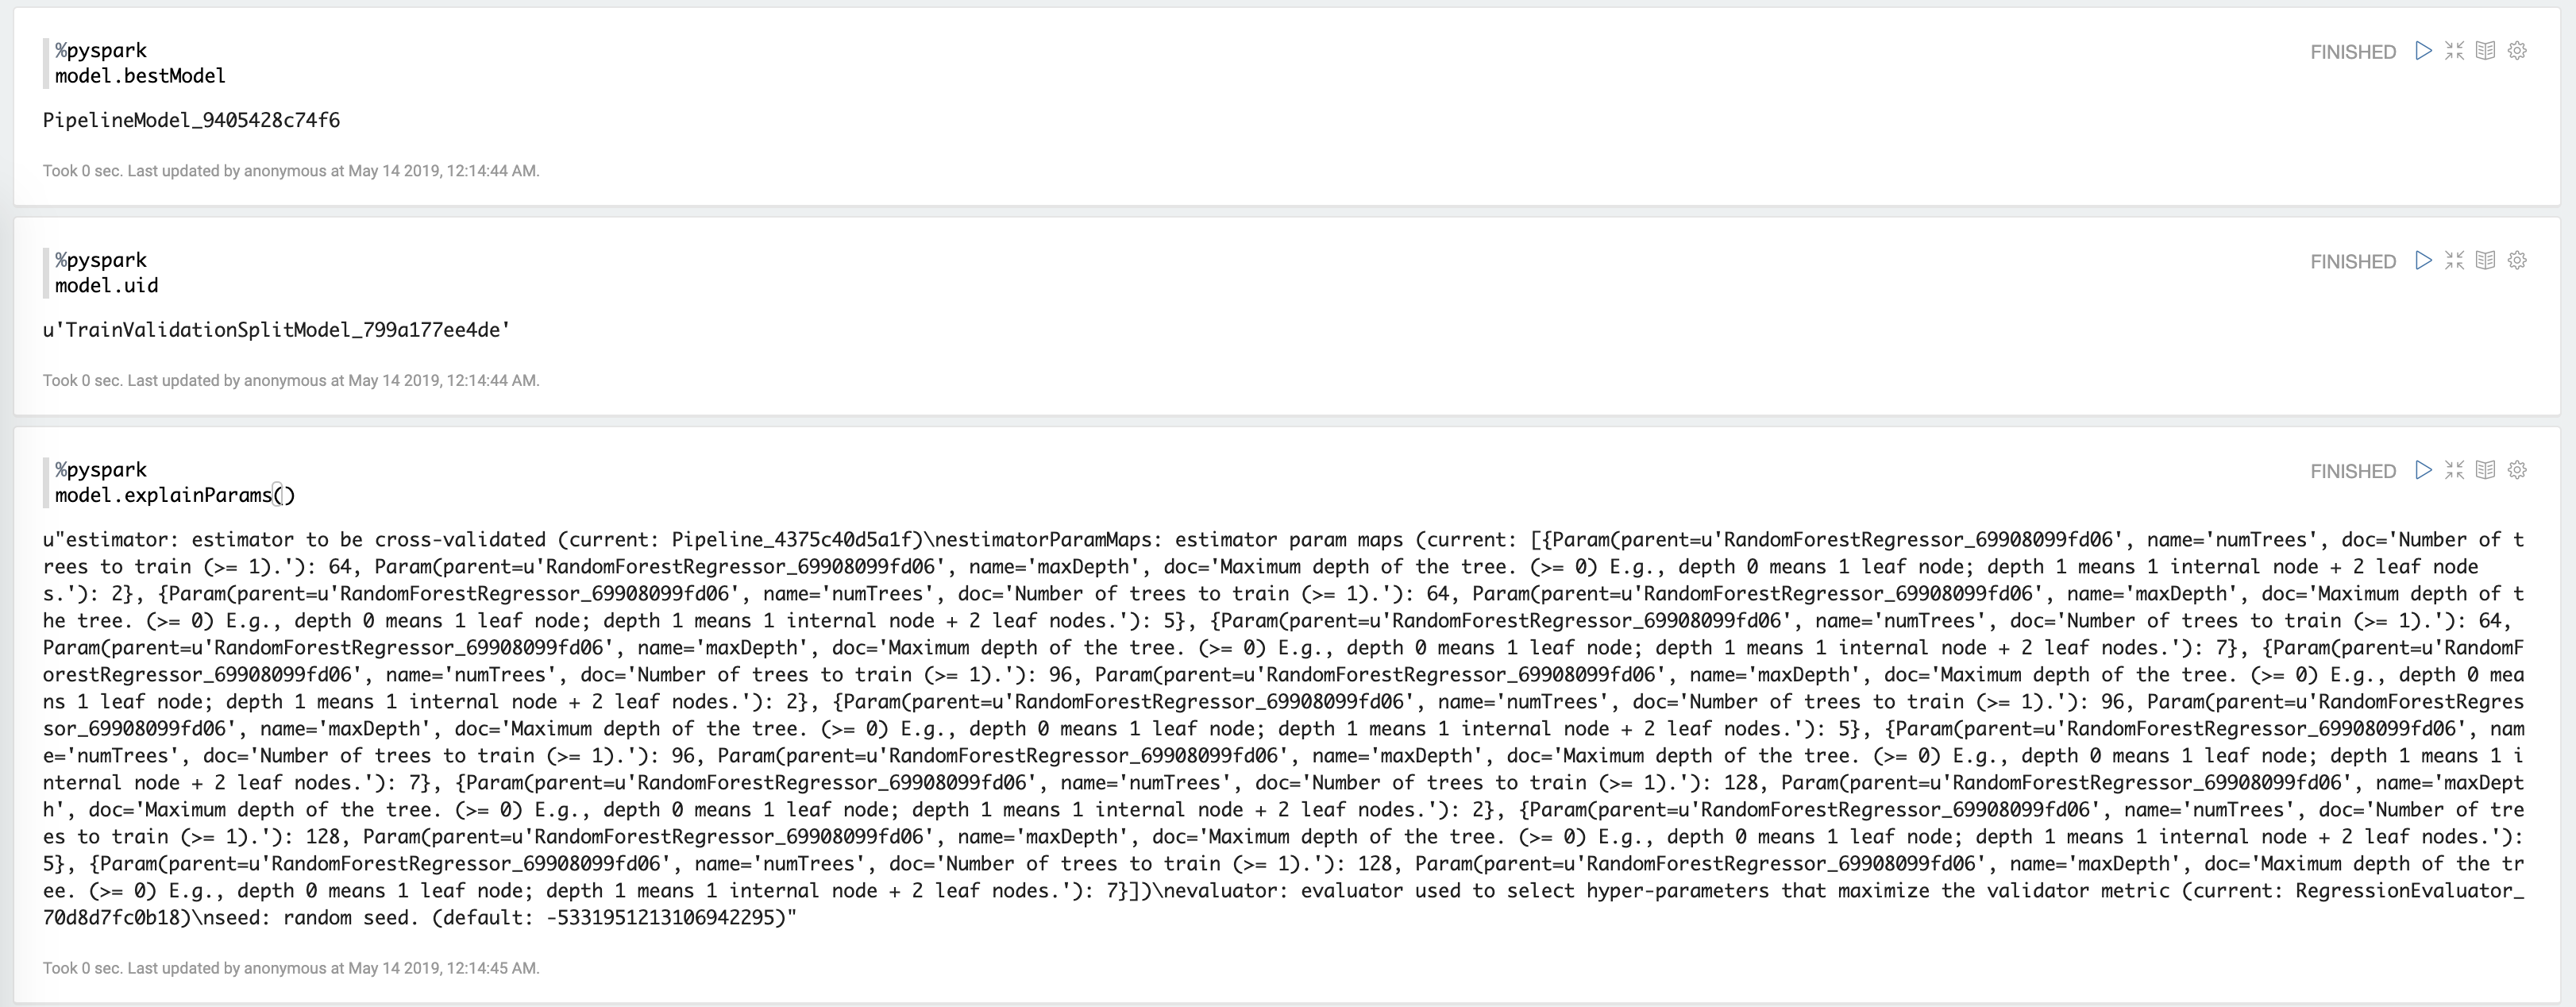 %pyspark
FINISHED
model.bestModel
PipelineModel_9405428c74f6
Took 0 sec. Last updated by anonymous at May 14 2019, 12:14:44 AM.
%pyspark
FINISHED
model.uid
u'TrainValidationSplitModel_799a177ee4de'
Took 0 sec. Last updated by anonymous at May 14 2019, 12:14:44 AM.
%pyspark
FINISHED
model.explainParams()
u"estimator: estimator to be cross-validated (current: Pipeline_4375c40d5a1f)\nestimatorParamMaps: estimator param maps (current: [{Param(parent=u'RandomForestRegressor_69908099fd06', name='numTrees', doc='Number of t
rees to train (>= 1).'): 64, Param(parent=u'RandomForestRegressor_69908099fd06', name='maxDepth', doc='Maximum depth of the tree. (>= 0) E.g., depth 0 means 1 leaf node; depth 1 means 1 internal node + 2 leaf node
s.'): 2}, {Param(parent=u'RandomForestRegressor_69908099fd06', name='numTrees', doc='Number of trees to train (>= 1).'): 64, Param(parent=u'RandomForestRegressor_69908099fd06', name='maxDepth', doc='Maximum depth of t
he tree. (>= 0) E.g., depth 0 means 1 leaf node; depth 1 means 1 internal node + 2 leaf nodes.'): 5}, {Param(parent=u'RandomForestRegressor_69908099fd06', name='numTrees', doc='Number of trees to train (>= 1).'): 64,
Param(parent=u'RandomForestRegressor_69908099fd06', name='maxDepth', doc='Maximum depth of the tree. (>= 0) E.g., depth 0 means 1 leaf node; depth 1 means 1 internal node + 2 leaf nodes.'): 7}, {Param(parent=u'RandomF
orestRegressor_69908099fd06', name='numTrees', doc='Number of trees to train (>= 1).'): 96, Param(parent=u'RandomForestRegressor_69908099fd06', name='maxDepth', doc='Maximum depth of the tree. (>= 0) E.g., depth 0 mea
ns 1 leaf node; depth 1 means 1 internal node + 2 leaf nodes.'): 2}, {Param(parent=u'RandomForestRegressor_69908099fd06', name='numTrees', doc='Number of trees to train (>= 1).'): 96, Param(parent=u'RandomForestRegres
sor_69908099fd06', name='maxDepth', doc='Maximum depth of the tree. (>= 0) E.g., depth 0 means 1 leaf node; depth 1 means 1 internal node + 2 leaf nodes.'): 5}, {Param(parent=u'RandomForestRegressor_69908099fd06', nam
e='numTrees', doc='Number of trees to train (>= 1).'): 96, Param(parent=u'RandomForestRegressor_69908099fd06', name='maxDepth', doc='Maximum depth of the tree. (>= 0) E.g., depth 0 means 1 leaf node; depth 1 means 1 i
nternal node + 2 leaf nodes.'): 7}, {Param(parent=u'RandomForestRegressor_69908099fd06', name='numTrees', doc='Number of trees to train (>= 1).'): 128, Param(parent=u'RandomForestRegressor_69908099fd06', name='maxDept
h', doc='Maximum depth of the tree. (>= 0) E.g., depth 0 means 1 leaf node; depth 1 means 1 internal node + 2 leaf nodes.'): 2}, {Param(parent=u'RandomForestRegressor_69908099fd06', name='numTrees', doc='Number of tre
es to train (>= 1).'): 128, Param(parent=u'RandomForestRegressor_69908099fd06', name='maxDepth', doc='Maximum depth of the tree. (>= 0) E.g., depth 0 means 1 leaf node; depth 1 means 1 internal node + 2 leaf nodes.'):
5}, {Param(parent=u'RandomForestRegressor_69908099fd06', name='numTrees', doc='Number of trees to train (>= 1).'): 128, Param(parent=u'RandomForestRegressor_69908099fd06', name='maxDepth', doc='Maximum depth of the tr
ee. (>= 0) E.g., depth 0 means 1 leaf node; depth 1 means 1 internal node + 2 leaf nodes.'): 7}])\nevaluator: evaluator used to select hyper-parameters that maximize the validator metric (current: RegressionEvaluator_
70d8d7fc0b18)\nseed: random seed. (default: -5331951213106942295)"
Took 0 sec. Last updated by anonymous at May 14 2019, 12:14:45 AM.